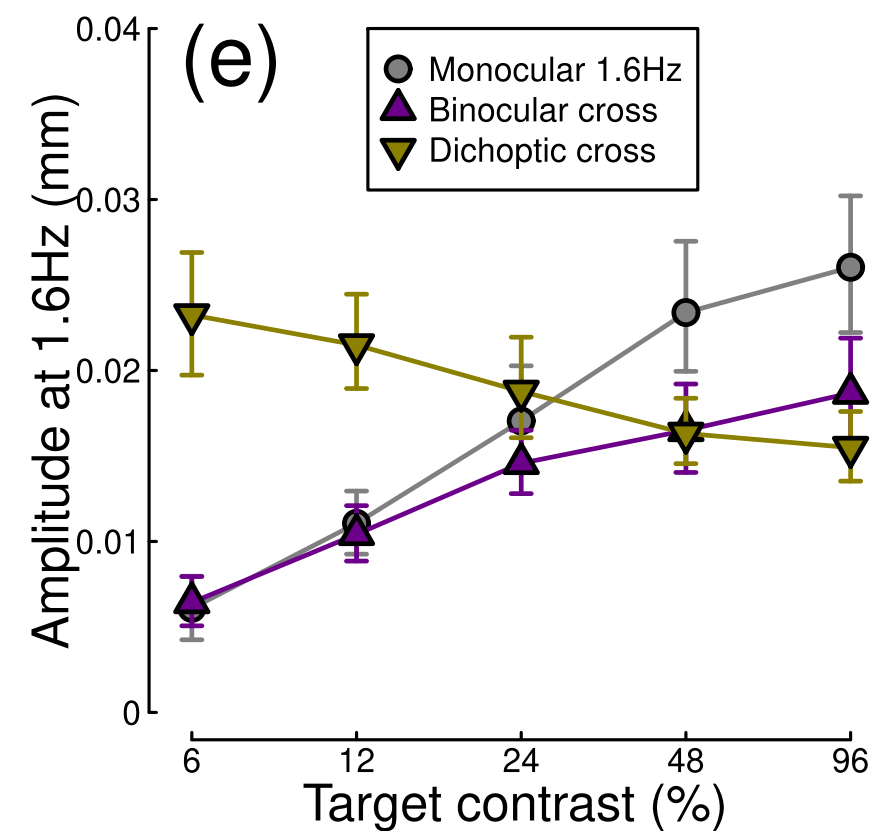 (e)
Monocular 1.6Hz
Binocular cross
Dichoptic cross
Amplitude at 1.6Hz (mm)
0.04
0.03
0.02
0.01
0
6 12 24 48 96
Target contrast (%)